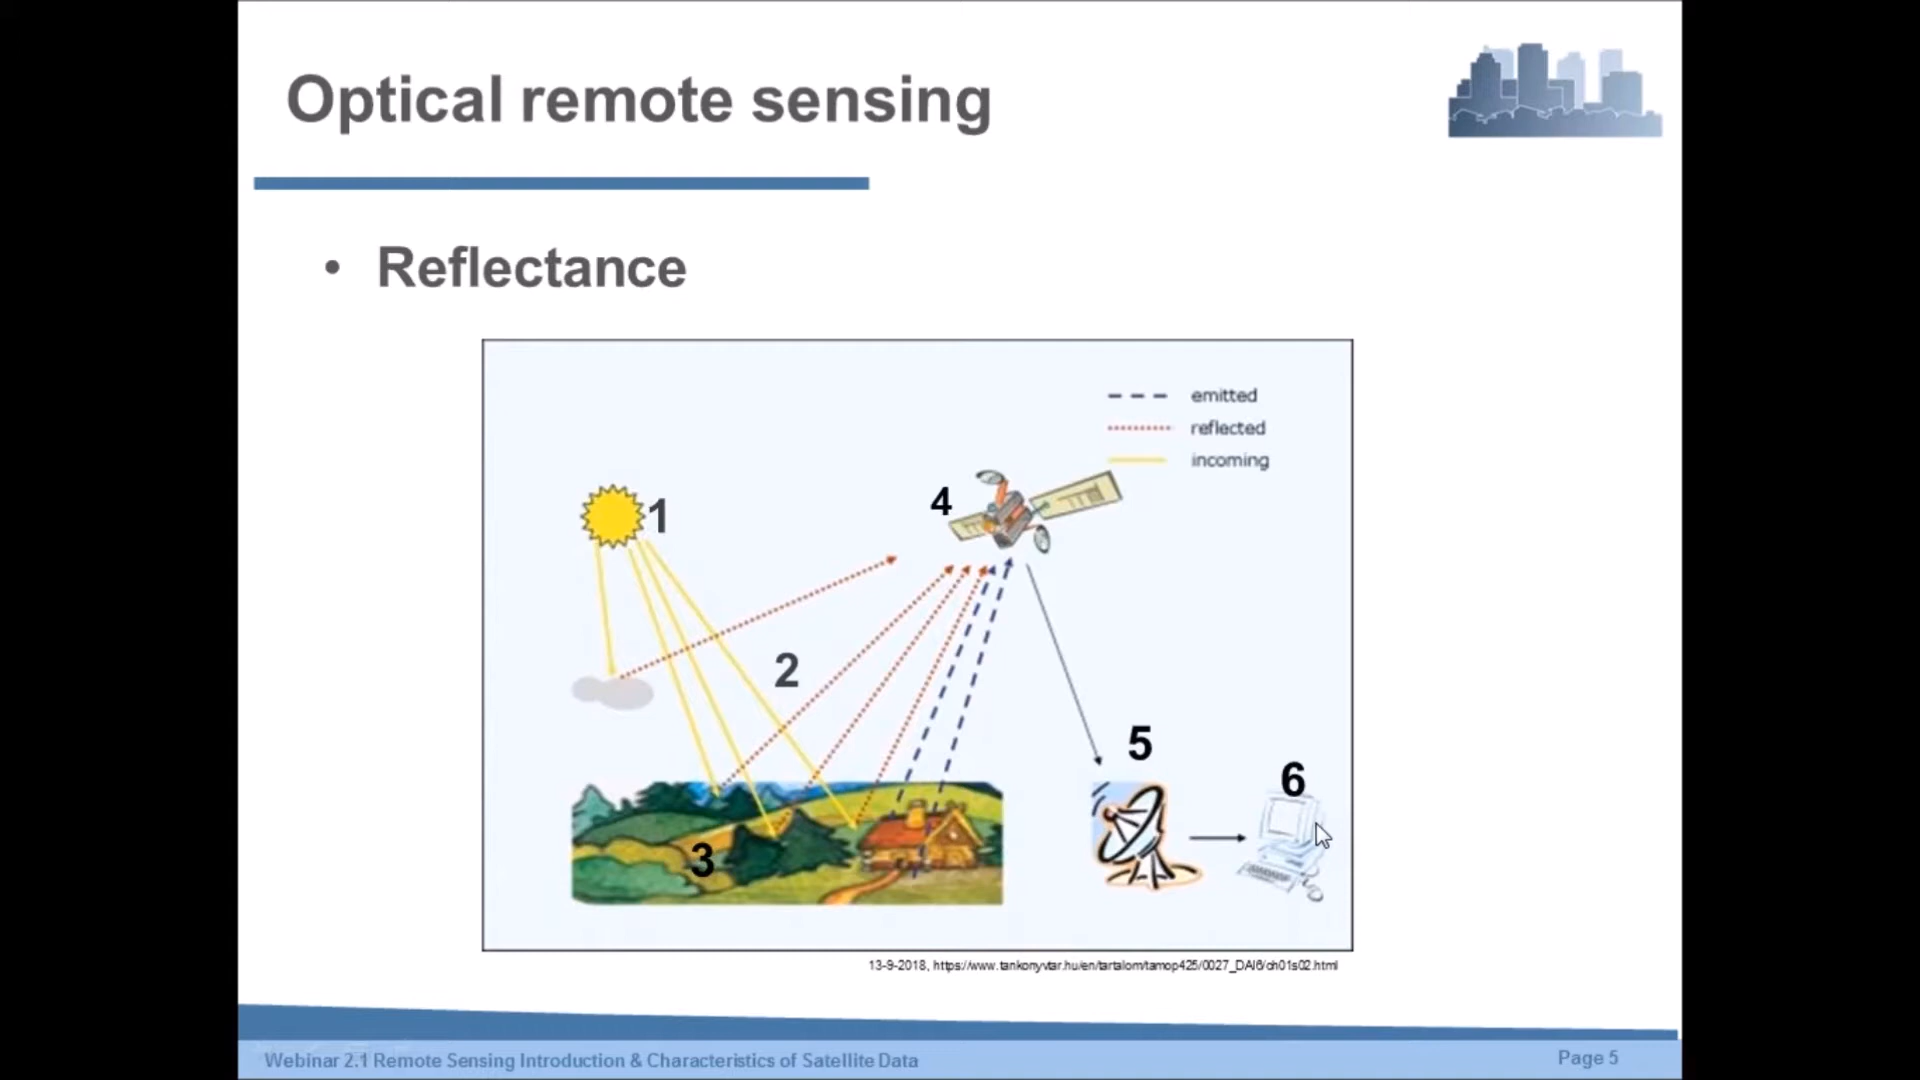 Optical remote sensing
• Reflectance
emitted
reflected
incoming
1
4
2
5
6
3
13-9-2018, https://www.tankonyvtar.hu/en/tartalom/tamop425/0027_DAI6/ch01s02.html
Webinar 2.1 Remote Sensing Introduction & Characteristics of Satellite Data
Page 5